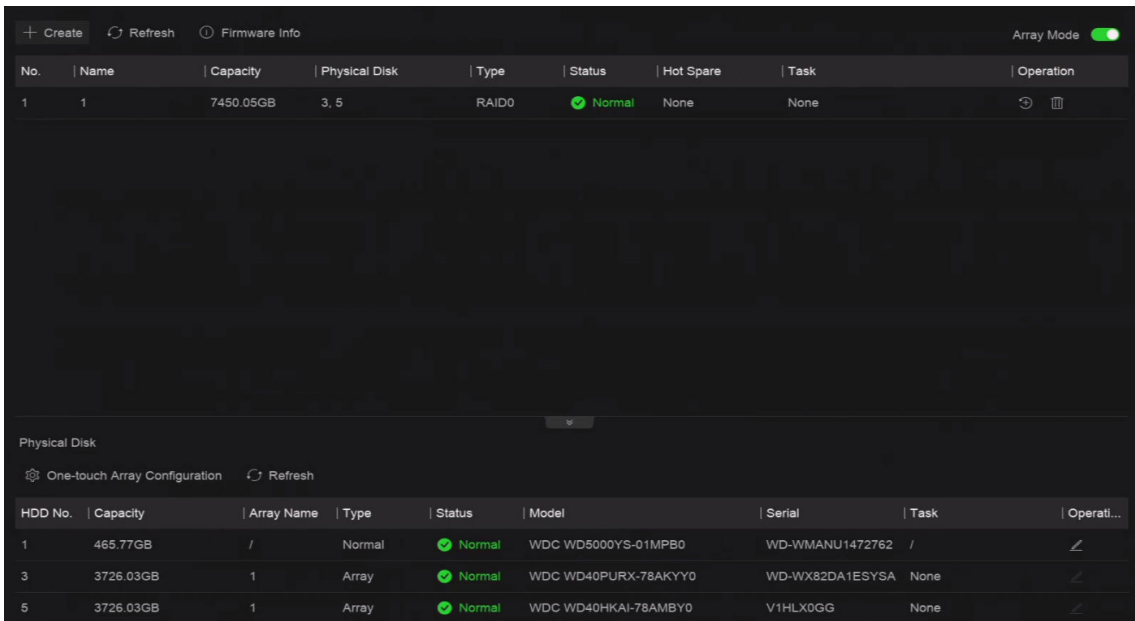 Create Refresh Firmware Info Array Mode
No. Name Capacity Physical Disk Type Status Hot Spare Task Operation
1 1 7450.05GB 3, 5 RAID0 Normal None None
Physical Disk
One-touch Array Configuration Refresh
HDD No. Capacity Array Name Type Status Model Serial Task Operati...
1 465.77GB / Normal Normal WDC WD5000YS-01MPB0 WD-WMANU1472762 /
3 3726.03GB 1 Array Normal WDC WD40PURX-78AKYY0 WD-WX82DA1ESYSA None
5 3726.03GB 1 Array Normal WDC WD40HKAI-78AMBY0 V1HLX0GG None